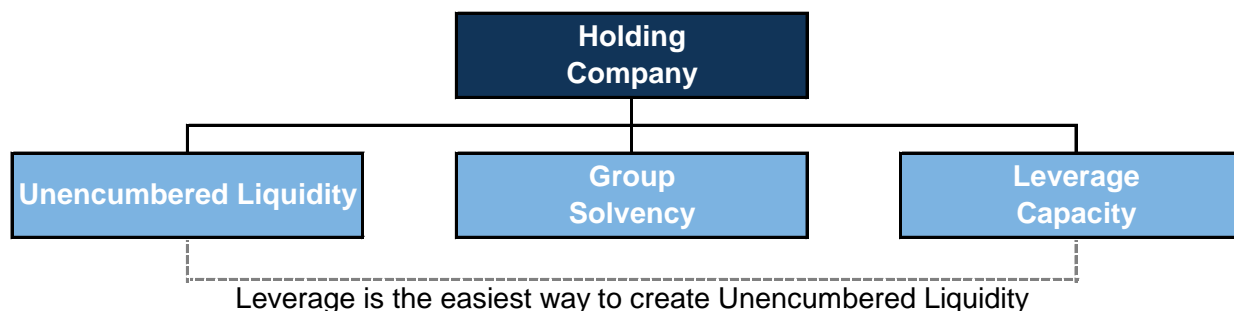 Holding
Company
Unencumbered Liquidity
Group
Solvency
Leverage
Capacity
Leverage is the easiest way to create Unencumbered Liquidity